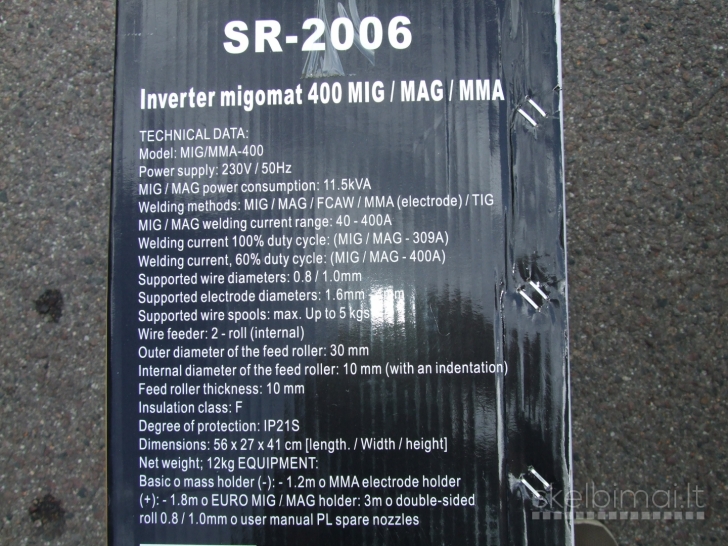 SR-2006
Inverter migomat 400 MIG / MAG / MMA
TECHNICAL DATA:
Model: MIG/MMA-400
Power supply: 230V / 50Hz
MIG / MAG power consumption: 11.5kVA
Welding methods: MIG / MAG / FCAW / MMA (electrode) / TIG
MIG / MAG welding current range: 40 - 400A
Welding current 100% duty cycle: (MIG / MAG - 309A)
Welding current, 60% duty cycle: (MIG / MAG - 400A)
Supported wire diameters: 0.8 / 1.0mm
Supported electrode diameters: 1.6mm -
Supported wire spools: max. Up to 5 kgs
Wire feeder: 2 - roll (internal)
Outer diameter of the feed roller: 30 mm
Internal diameter of the feed roller: 10 mm (with an indentation)
Feed roller thickness: 10 mm
Insulation class: F
Degree of protection: IP21S
Dimensions: 56 x 27 x 41 cm [length. / Width / height]
Net weight; 12kg EQUIPMENT:
Basic o mass holder (-): - 1.2m o MMA electrode holder
(+): - 1.8m o EURO MIG / MAG holder: 3m o double-sided
roll 0.8 / 1.0mm o user manual PL spare nozzles
skelbimai.lt